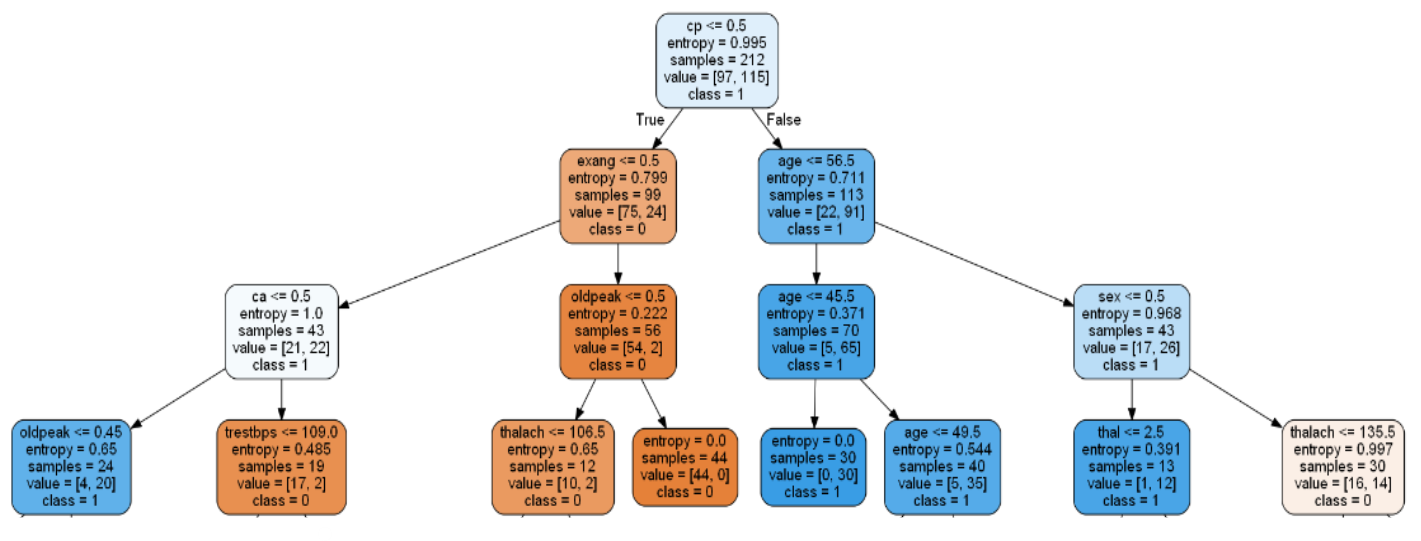 cp <= 0.5
entropy = 0.995
samples = 212
value = [97, 115]
class = 1
True
False
exang <= 0.5
entropy = 0.799
samples = 99
value = [75, 24]
class = 0
age <= 56.5
entropy = 0.711
samples = 113
value = [22, 91]
class = 1
ca <= 0.5
entropy = 1.0
samples = 43
value = [21, 22]
class = 1
oldpeak <= 0.5
entropy = 0.222
samples = 56
value = [54, 2]
class = 0
age <= 45.5
entropy = 0.371
samples = 70
value = [5, 65]
class = 1
sex <= 0.5
entropy = 0.968
samples = 43
value = [17, 26]
class = 1
oldpeak <= 0.45
entropy = 0.65
samples = 24
value = [4, 20]
class = 1
trestbps <= 109.0
entropy = 0.485
samples = 19
value = [17, 2]
class = 0
thalach <= 106.5
entropy = 0.65
samples = 12
value = [10, 2]
class = 0
entropy = 0.0
samples = 44
value = [44, 0]
class = 0
entropy = 0.0
samples = 30
value = [0, 30]
class = 1
age <= 49.5
entropy = 0.544
samples = 40
value = [5, 35]
class = 1
thal <= 2.5
entropy = 0.391
samples = 13
value = [1, 12]
class = 1
thalach <= 135.5
entropy = 0.997
samples = 30
value = [16, 14]
class = 0